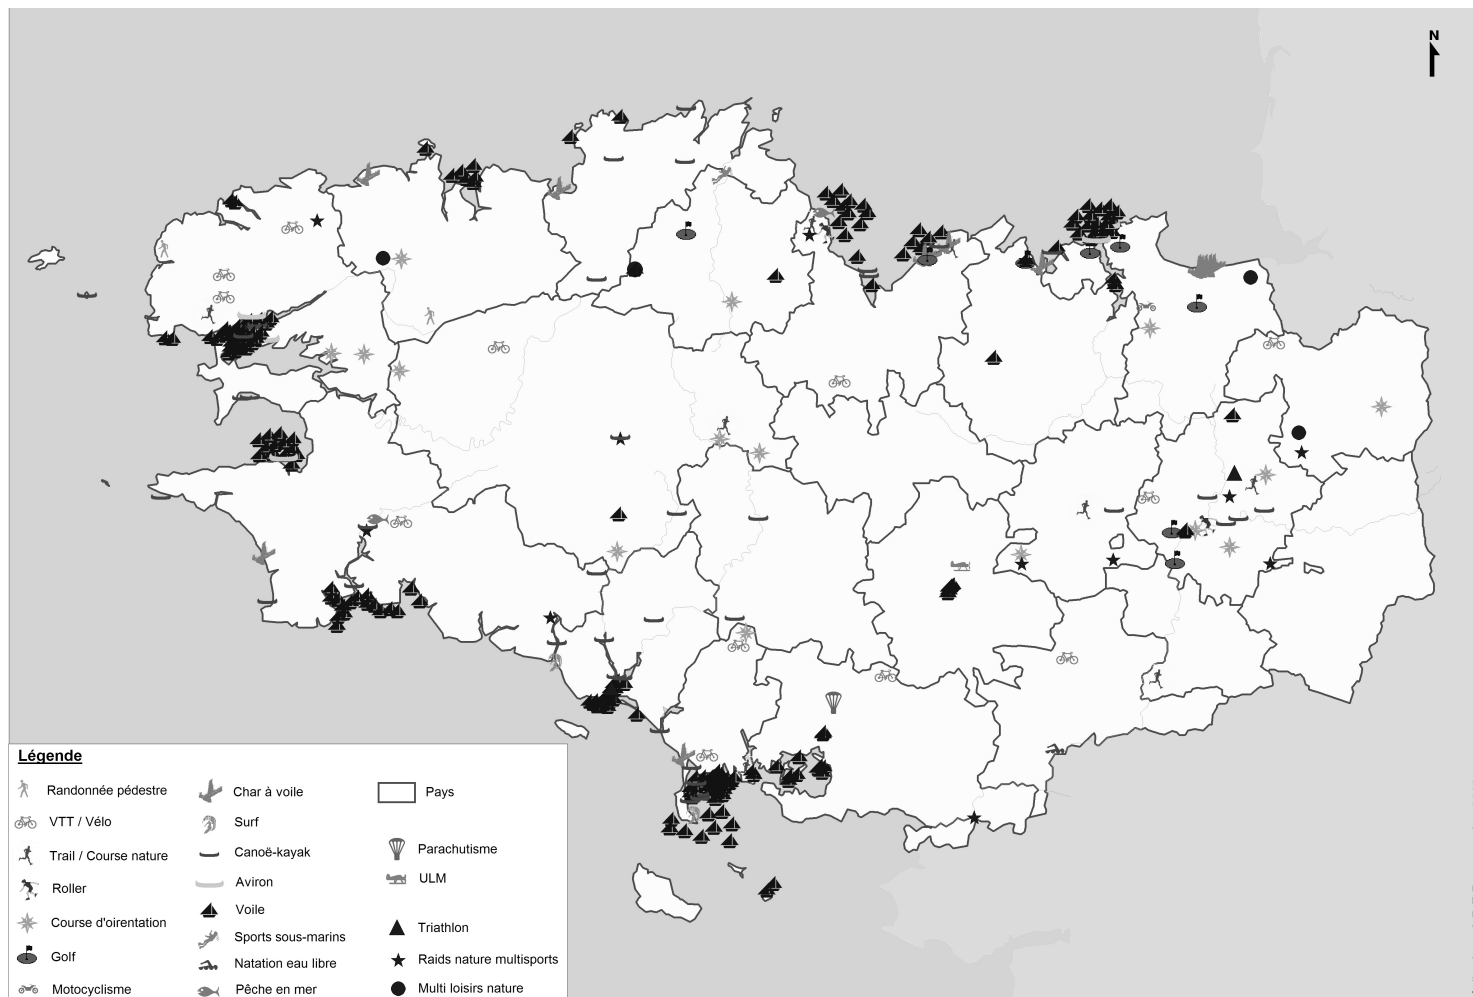 N
Légende
Randonnée pédestre
VTT / Vélo
Trail / Course nature
Roller
Course d'oirentation
Golf
Motocyclisme
Char à voile
Surf
Canoë-kayak
Aviron
Voile
Sports sous-marins
Natation eau libre
Pêche en mer
Pays
Parachutisme
ULM
Triathlon
Raids nature multisports
Multi loisirs nature